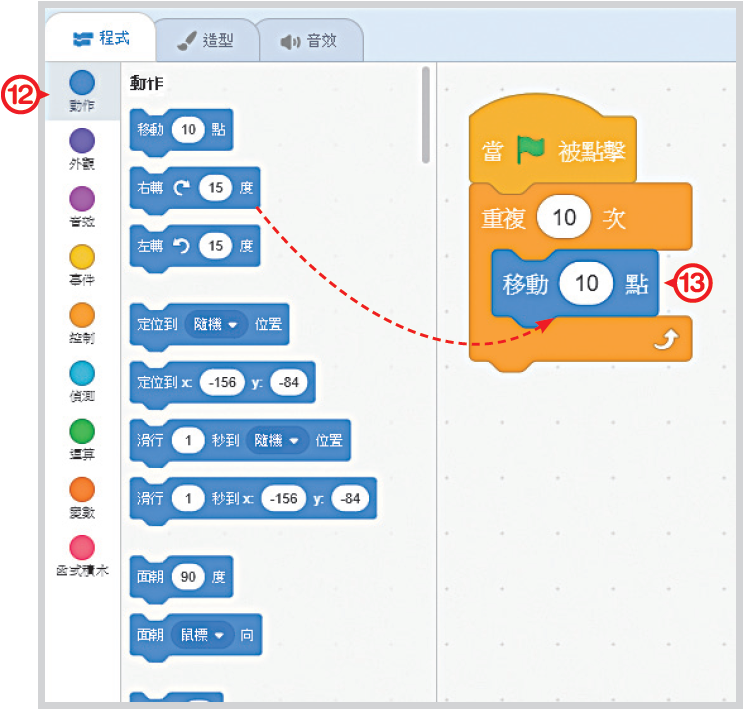 程式 造型 音效
12
動作
外觀
音效
事件
控制
偵測
運算
變數
函式積木
動作
移動 10 點
右轉 15 度
左轉 15 度
定位到 隨機 位置
定位到 x: -156 y: -84
滑行 1 秒到 隨機 位置
滑行 1 秒到 x: -156 y: -84
面朝 90 度
面朝 鼠標 向
當 被點擊
重複 10 次
移動 10 點
13